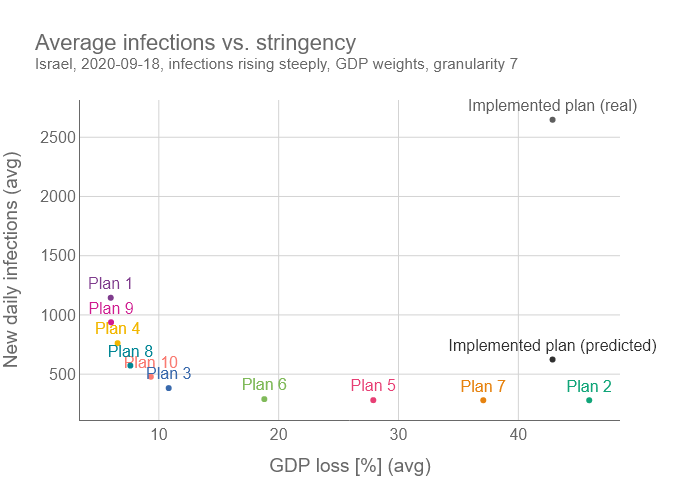 Average infections vs. stringency
Israel, 2020-09-18, infections rising steeply, GDP weights, granularity 7
New daily infections (avg)
2500
2000
1500
1000
500
Implemented plan (real)
Plan 1
Plan 9
Plan 4
Plan 8
Plan 10
Plan 3
Implemented plan (predicted)
Plan 6
Plan 5
Plan 7
Plan 2
10
20
30
40
GDP loss [%] (avg)